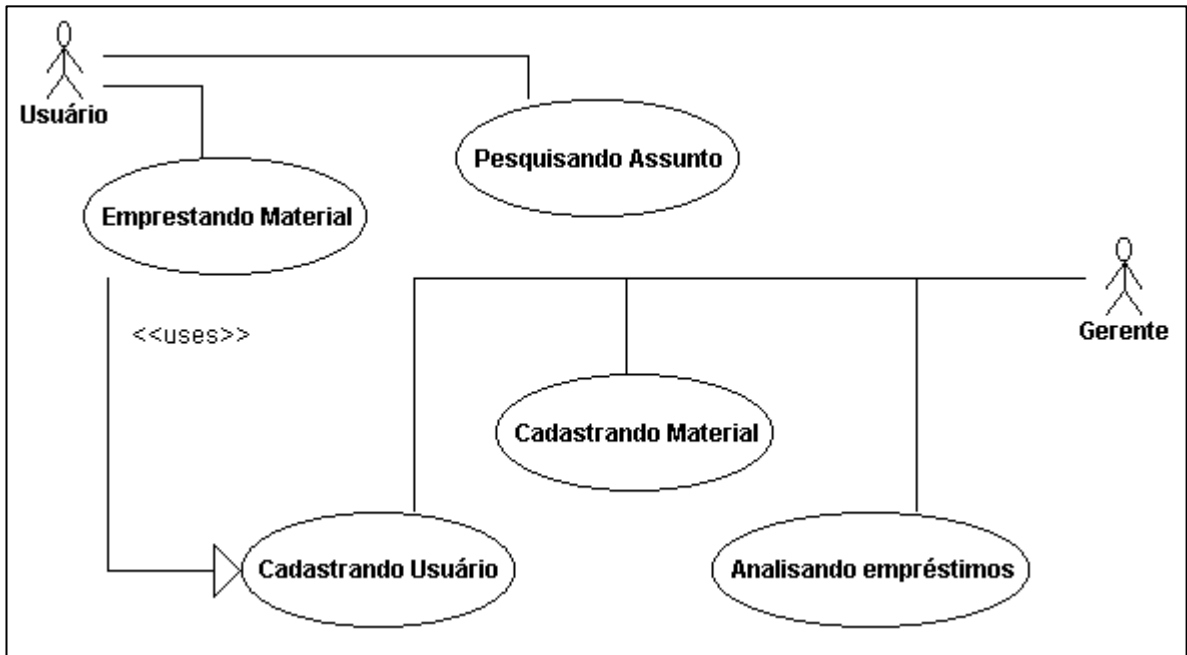 Usuário
Pesquisando Assunto
Emprestando Material
<<uses>>
Gerente
Cadastrando Material
Cadastrando Usuário
Analisando empréstimos